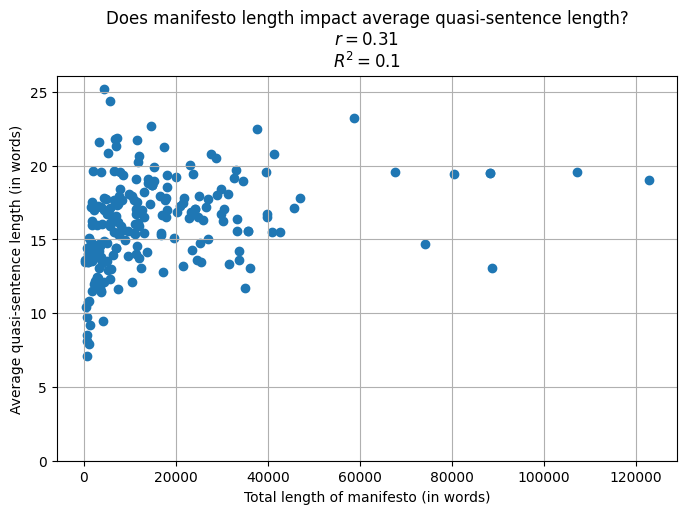 Does manifesto length impact average quasi-sentence length?
r = 0.31
R² = 0.1
25
20
15
10
5
0
Average quasi-sentence length (in words)
0 20000 40000 60000 80000 100000 120000
Total length of manifesto (in words)